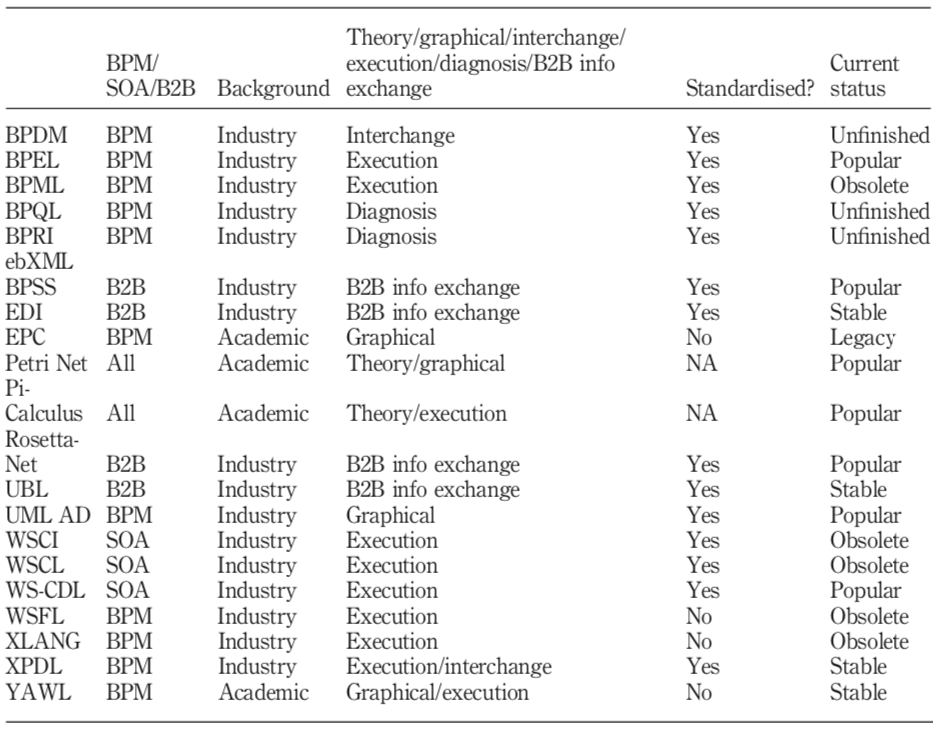 Theory/graphical/interchange/
BPM/ execution/diagnosis/B2B info Current
SOA/B2B Background exchange Standardised? status
BPDM BPM Industry Interchange Yes Unfinished
BPEL BPM Industry Execution Yes Popular
BPML BPM Industry Execution Yes Obsolete
BPQL BPM Industry Diagnosis Yes Unfinished
BPRI BPM Industry Diagnosis Yes Unfinished
ebXML
BPSS B2B Industry B2B info exchange Yes Popular
EDI B2B Industry B2B info exchange Yes Stable
EPC BPM Academic Graphical No Legacy
Petri Net All Academic Theory/graphical NA Popular
Pi-
Calculus All Academic Theory/execution NA Popular
Rosetta-
Net B2B Industry B2B info exchange Yes Popular
UBL B2B Industry B2B info exchange Yes Stable
UML AD BPM Industry Graphical Yes Popular
WSCI SOA Industry Execution Yes Obsolete
WSCL SOA Industry Execution Yes Obsolete
WS-CDL SOA Industry Execution Yes Popular
WSFL BPM Industry Execution No Obsolete
XLANG BPM Industry Execution No Obsolete
XPDL BPM Industry Execution/interchange Yes Stable
YAWL BPM Academic Graphical/execution No Stable